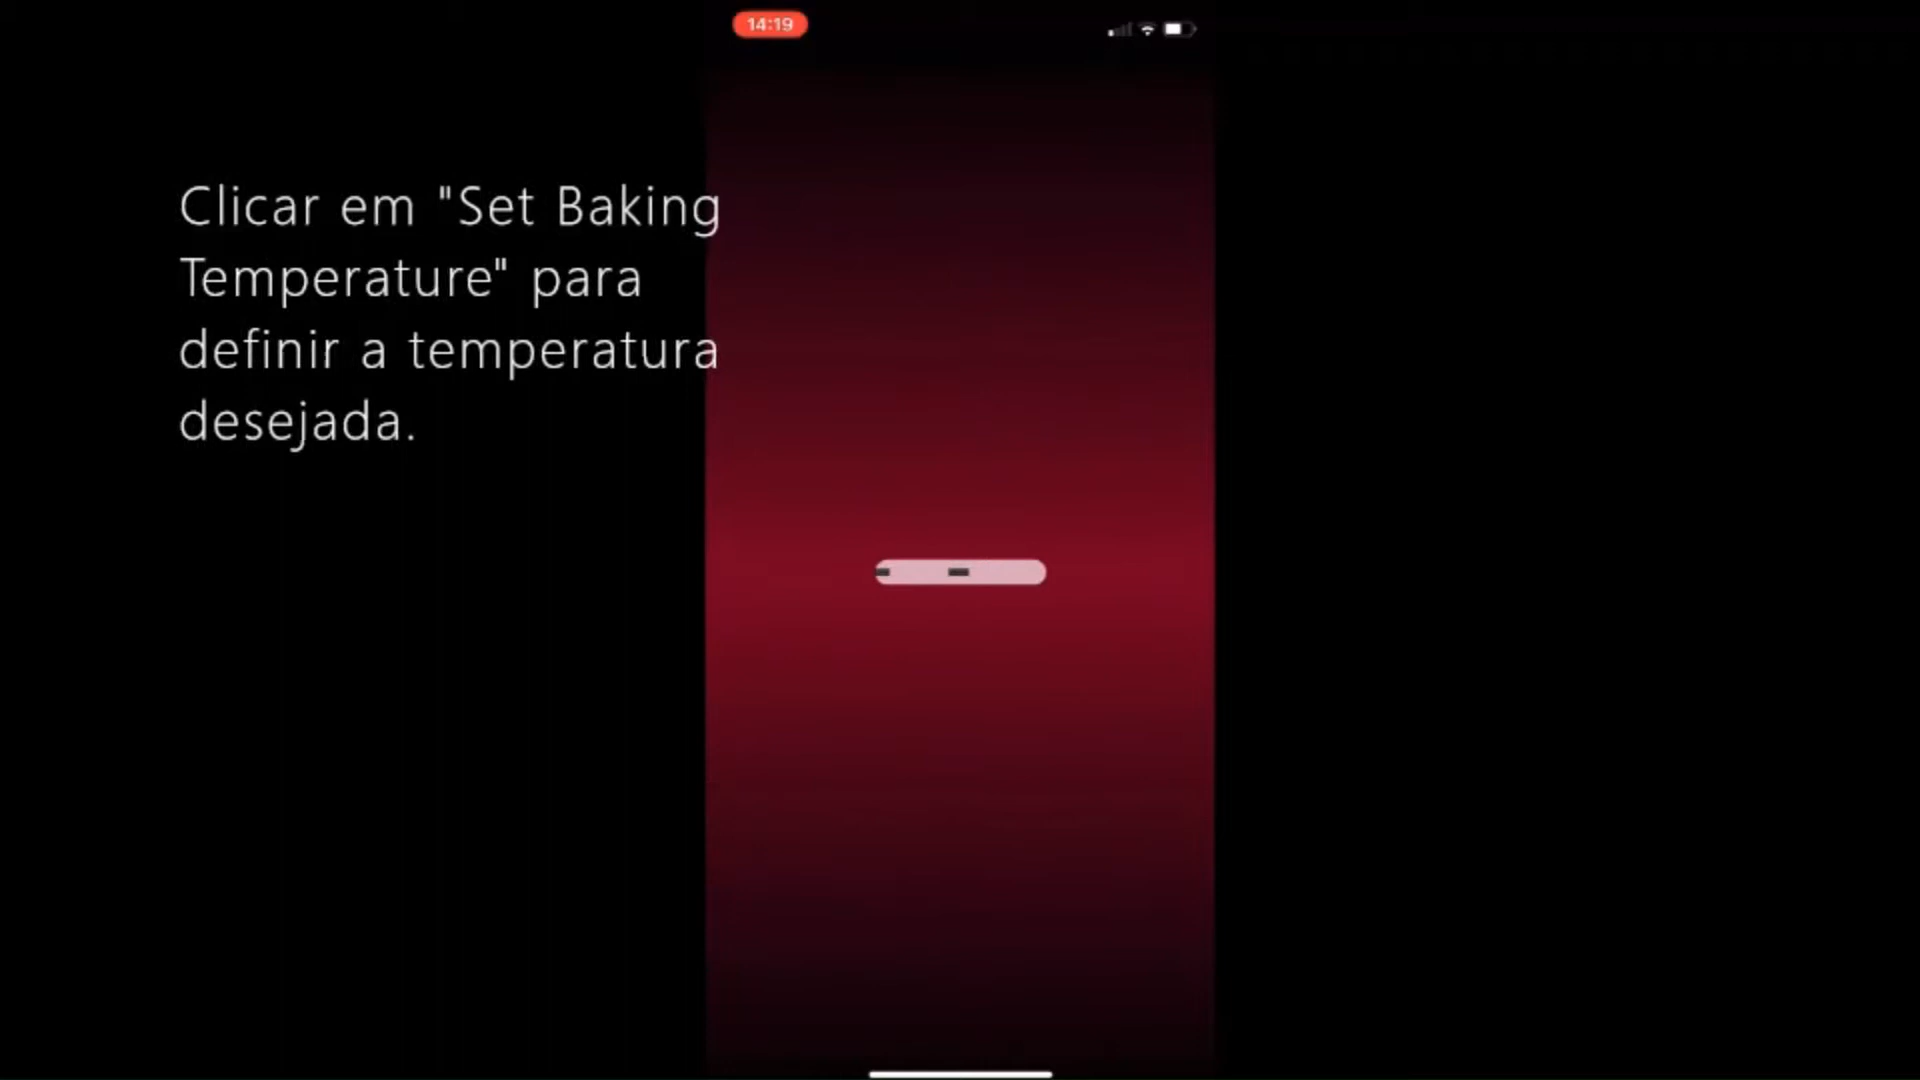 14:19
Clicar em "Set Baking
Temperature" para
definir a temperatura
desejada.